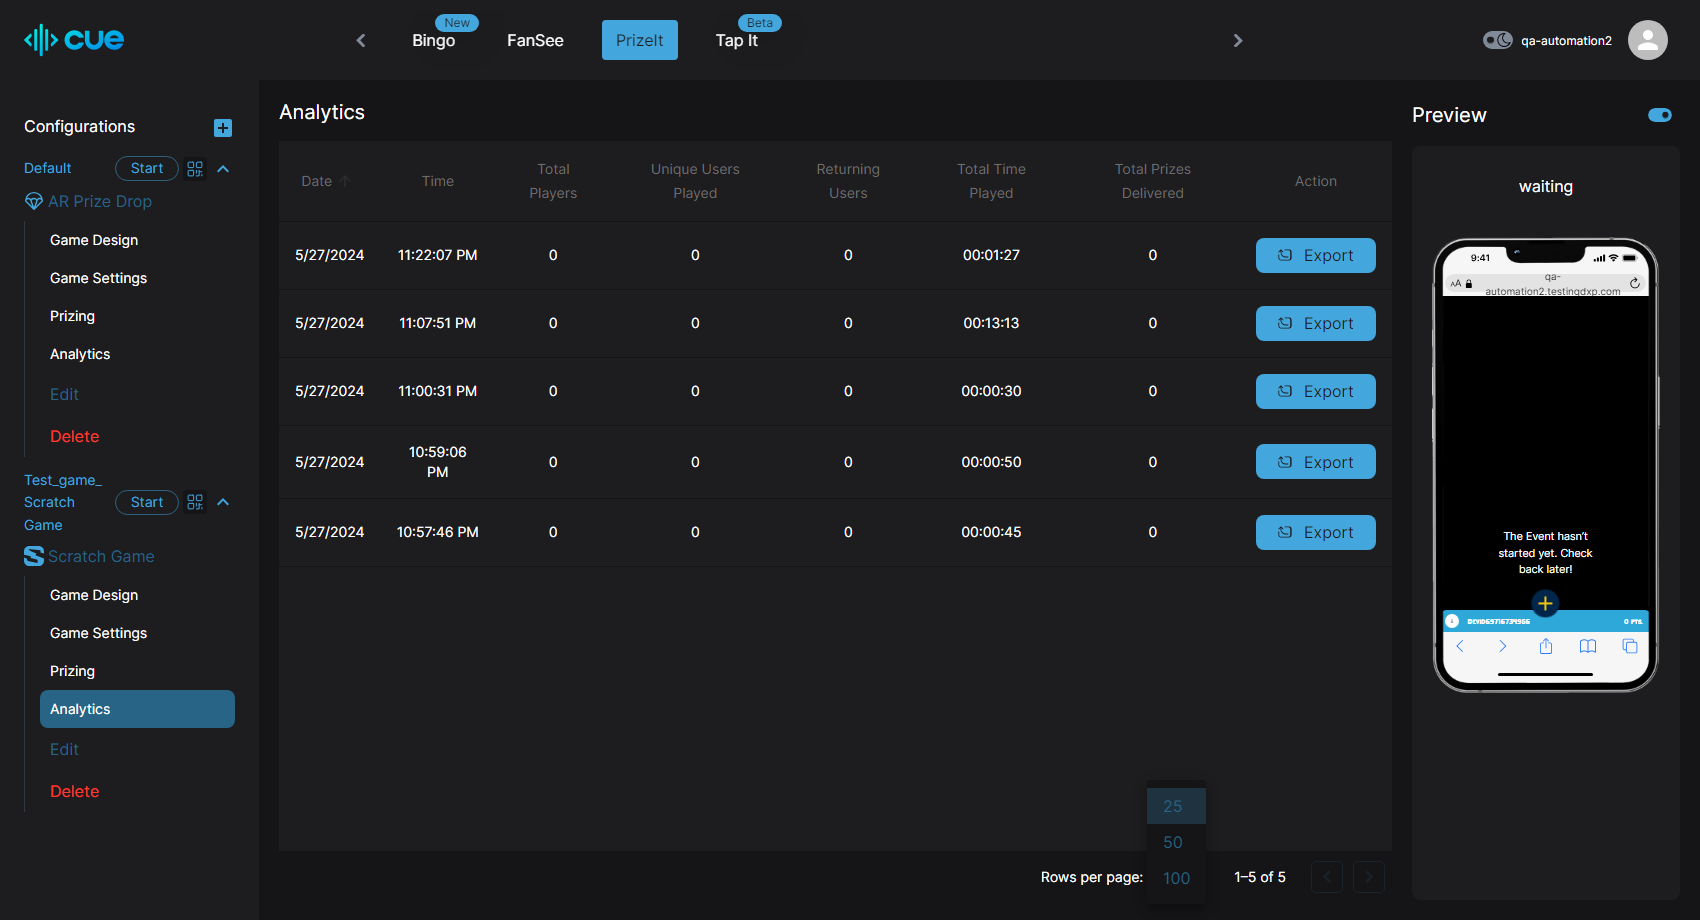 cue
New
Bingo
FanSee
PrizeIt
Beta
Tap It
qa-automation2
Configurations
Default
Start
AR Prize Drop
Game Design
Game Settings
Prizing
Analytics
Edit
Delete
Test_game_
Scratch
Game
Start
Scratch Game
Game Design
Game Settings
Prizing
Analytics
Edit
Delete
Analytics
Date
Time
Total
Players
Unique Users
Played
Returning
Users
Total Time
Played
Total Prizes
Delivered
Action
5/27/2024 11:22:07 PM 0 0 0 00:01:27 0 Export
5/27/2024 11:07:51 PM 0 0 0 00:13:13 0 Export
5/27/2024 11:00:31 PM 0 0 0 00:00:30 0 Export
5/27/2024 10:59:06
PM 0 0 0 00:00:50 0 Export
5/27/2024 10:57:46 PM 0 0 0 00:00:45 0 Export
25
50
100
Rows per page:
1–5 of 5
Preview
waiting
9:41
AA
qa-
automation2.testingdxp.com
The Event hasn't
started yet. Check
back later!
0 PTS.